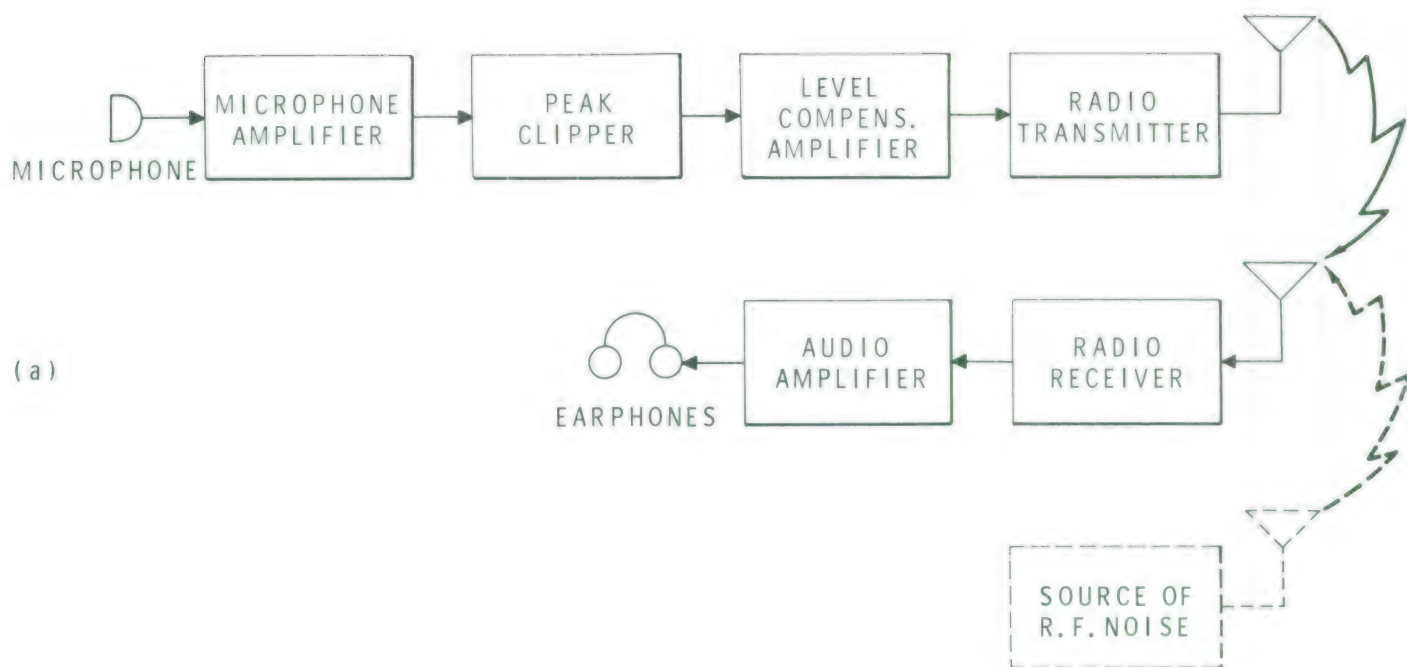 MICROPHONE
MICROPHONE
AMPLIFIER
PEAK
CLIPPER
LEVEL
COMPENS.
AMPLIFIER
RADIO
TRANSMITTER
(a)
EARPHONES
AUDIO
AMPLIFIER
RADIO
RECEIVER
SOURCE OF
R.F. NOISE